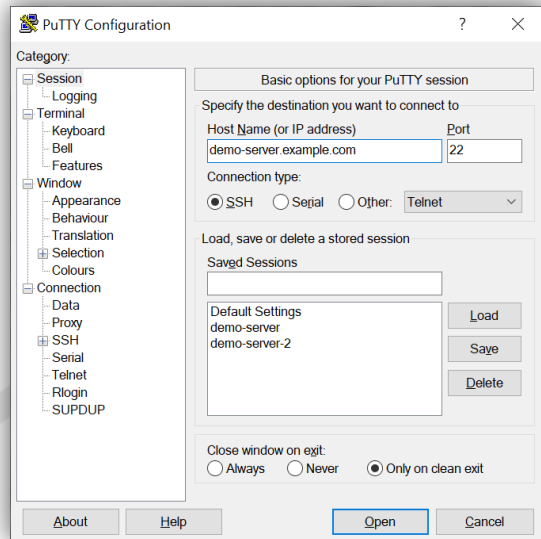 PuTTY Configuration
?
Category:
Session
Logging
Terminal
Keyboard
Bell
Features
Window
Appearance
Behaviour
Translation
Selection
Colours
Connection
Data
Proxy
SSH
Serial
Telnet
Rlogin
SUPDUP
Basic options for your PuTTY session
Specify the destination you want to connect to
Host Name (or IP address) Port
demo-server.example.com 22
Connection type:
SSH Serial Other: Telnet
Load, save or delete a stored session
Saved Sessions
Default Settings
demo-server
demo-server-2
Load
Save
Delete
Close window on exit:
Always Never Only on clean exit
About Help Open Cancel